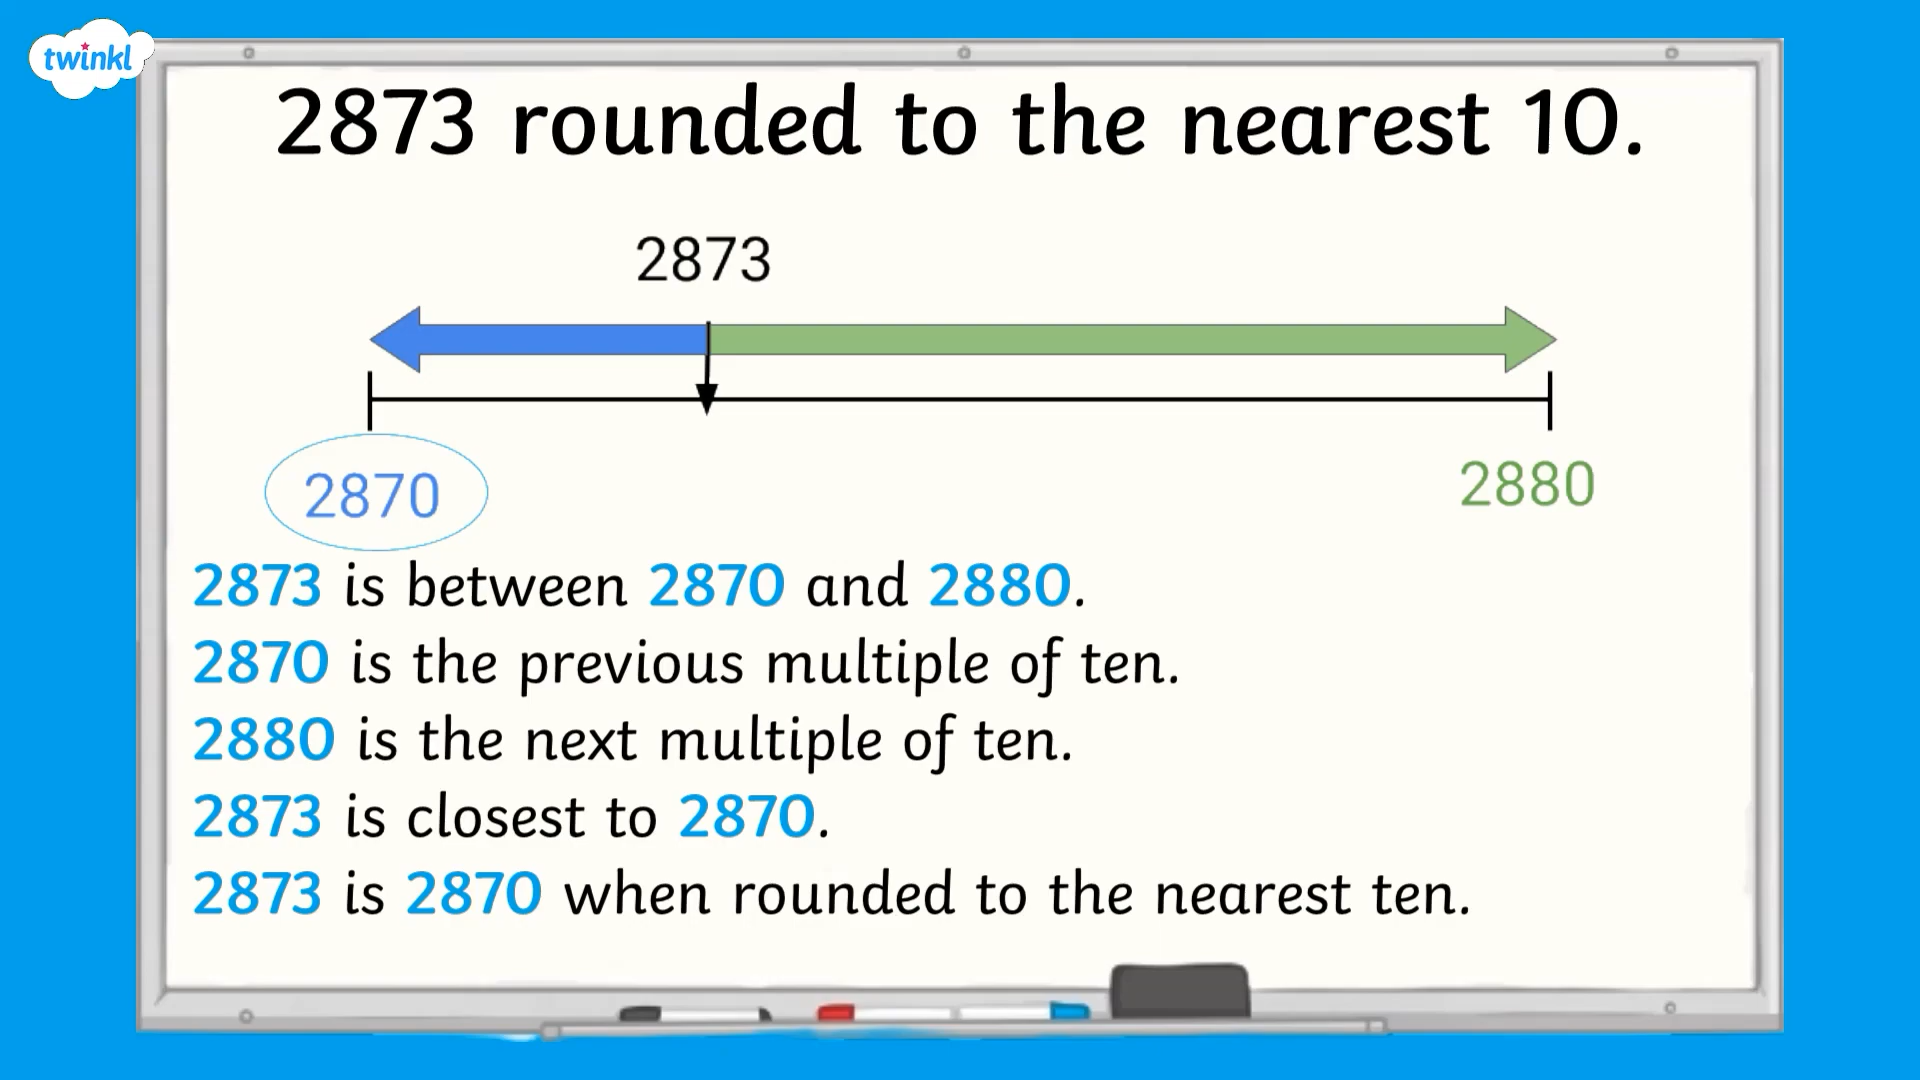 twinkl
2873 rounded to the nearest 10.
2873
2870
2880
2873 is between 2870 and 2880.
2870 is the previous multiple of ten.
2880 is the next multiple of ten.
2873 is closest to 2870.
2873 is 2870 when rounded to the nearest ten.